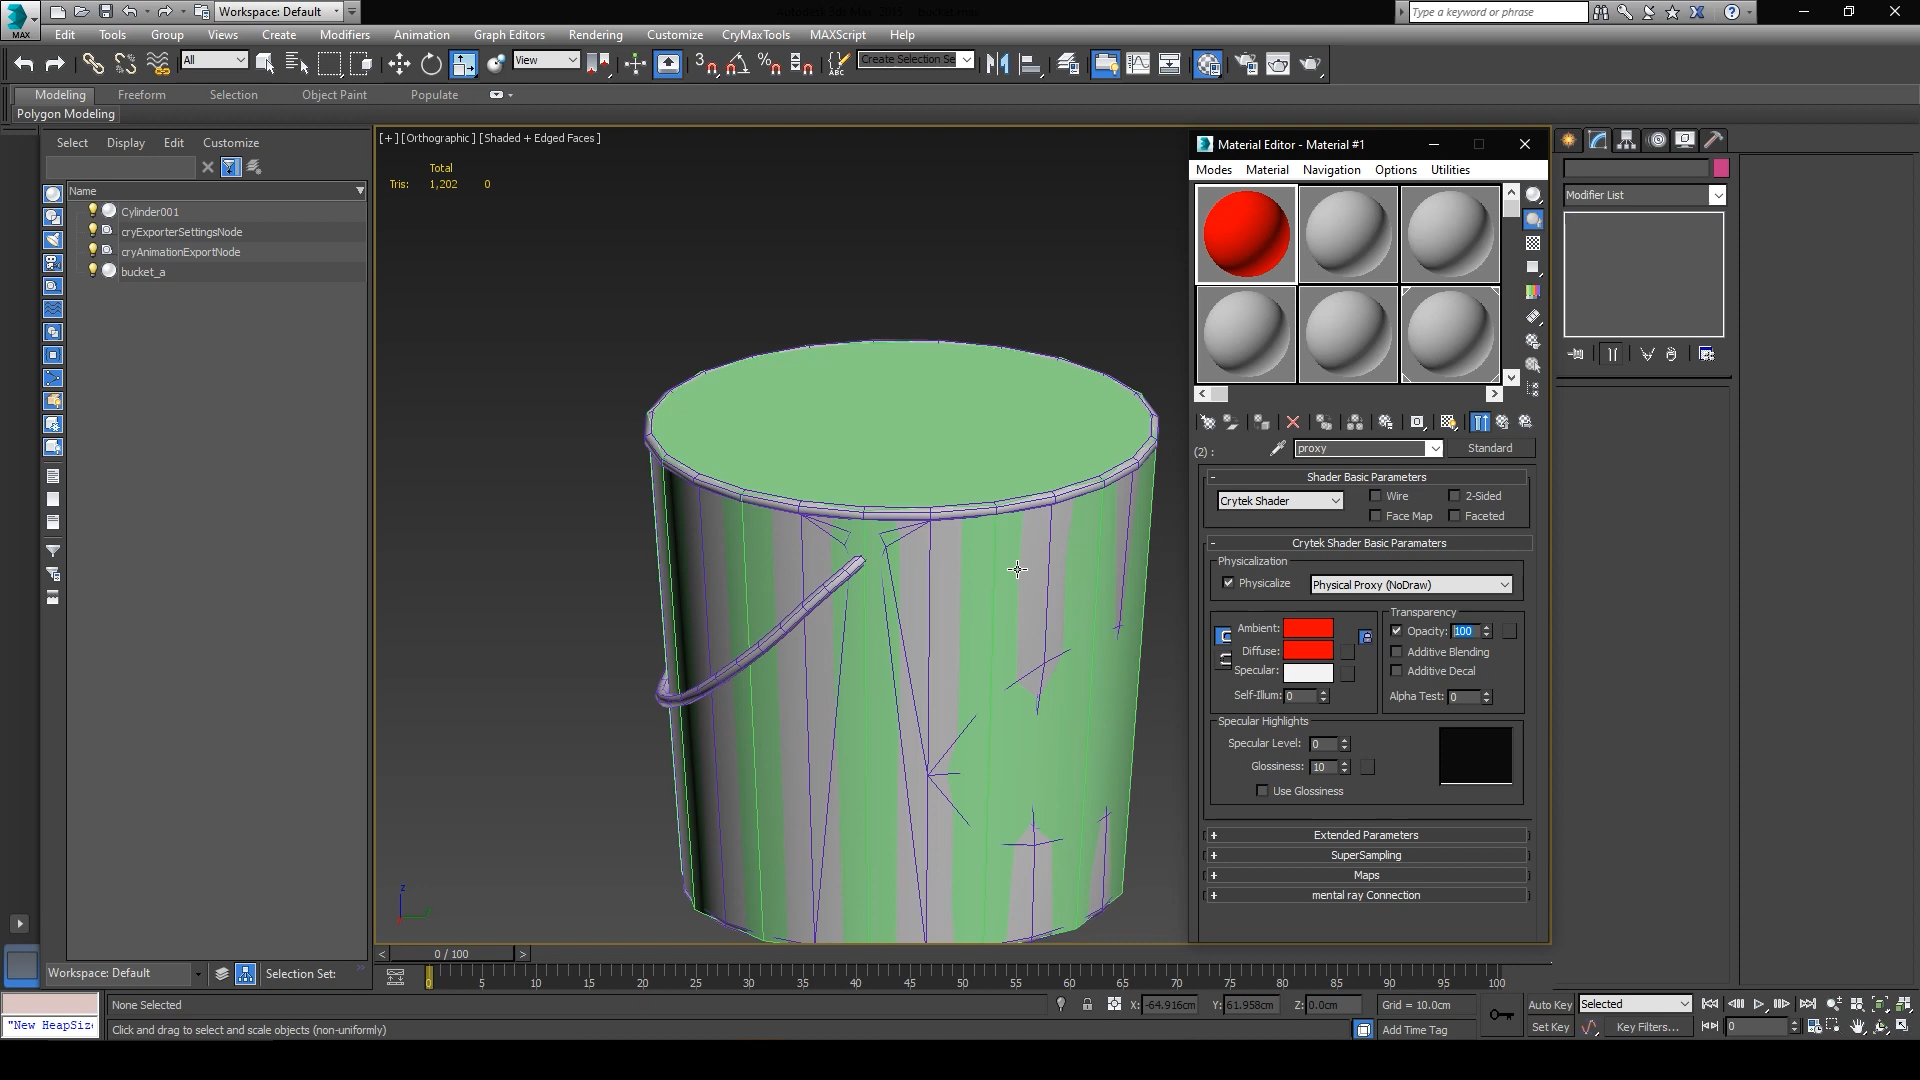 MAX
Workspace: Default
Type a keyword or phrase
Edit Tools Group Views Create Modifiers Animation Graph Editors Rendering Customize CryMaxTools MAXScript Help
All
View
Create Selection Se
3
ABC
Modeling Freeform Selection Object Paint Populate
Polygon Modeling
Select Display Edit Customize
Name
Cylinder001
cryExporterSettingsNode
cryAnimationExportNode
bucket_a
[+] [Orthographic] [Shaded + Edged Faces]
Total
Tris: 1,202 0
Material Editor - Material #1
Modes Material Navigation Options Utilities
(2) : proxy Standard
Shader Basic Parameters
Crytek Shader Wire 2-Sided
Face Map Faceted
Crytek Shader Basic Paramaters
Physicalization
Physicalize Physical Proxy (NoDraw)
Transparency
Ambient:
Opacity: 100
Diffuse:
Additive Blending
Specular:
Additive Decal
Self-Illum: 0
Alpha Test: 0
Specular Highlights
Specular Level: 0
Glossiness: 10
Use Glossiness
Extended Parameters
SuperSampling
Maps
mental ray Connection
Modifier List
z
0 / 100
Workspace: Default Selection Set:
0 5 10 15 20 25 30 35 40 45 50 55 60 65 70 75 80 85 90 95 100
None Selected X: -64.916cm Y: 61.958cm Z: 0.0cm Grid = 10.0cm Auto Key Selected
"New HeapSize
Click and drag to select and scale objects (non-uniformly) Add Time Tag Set Key Key Filters... 0